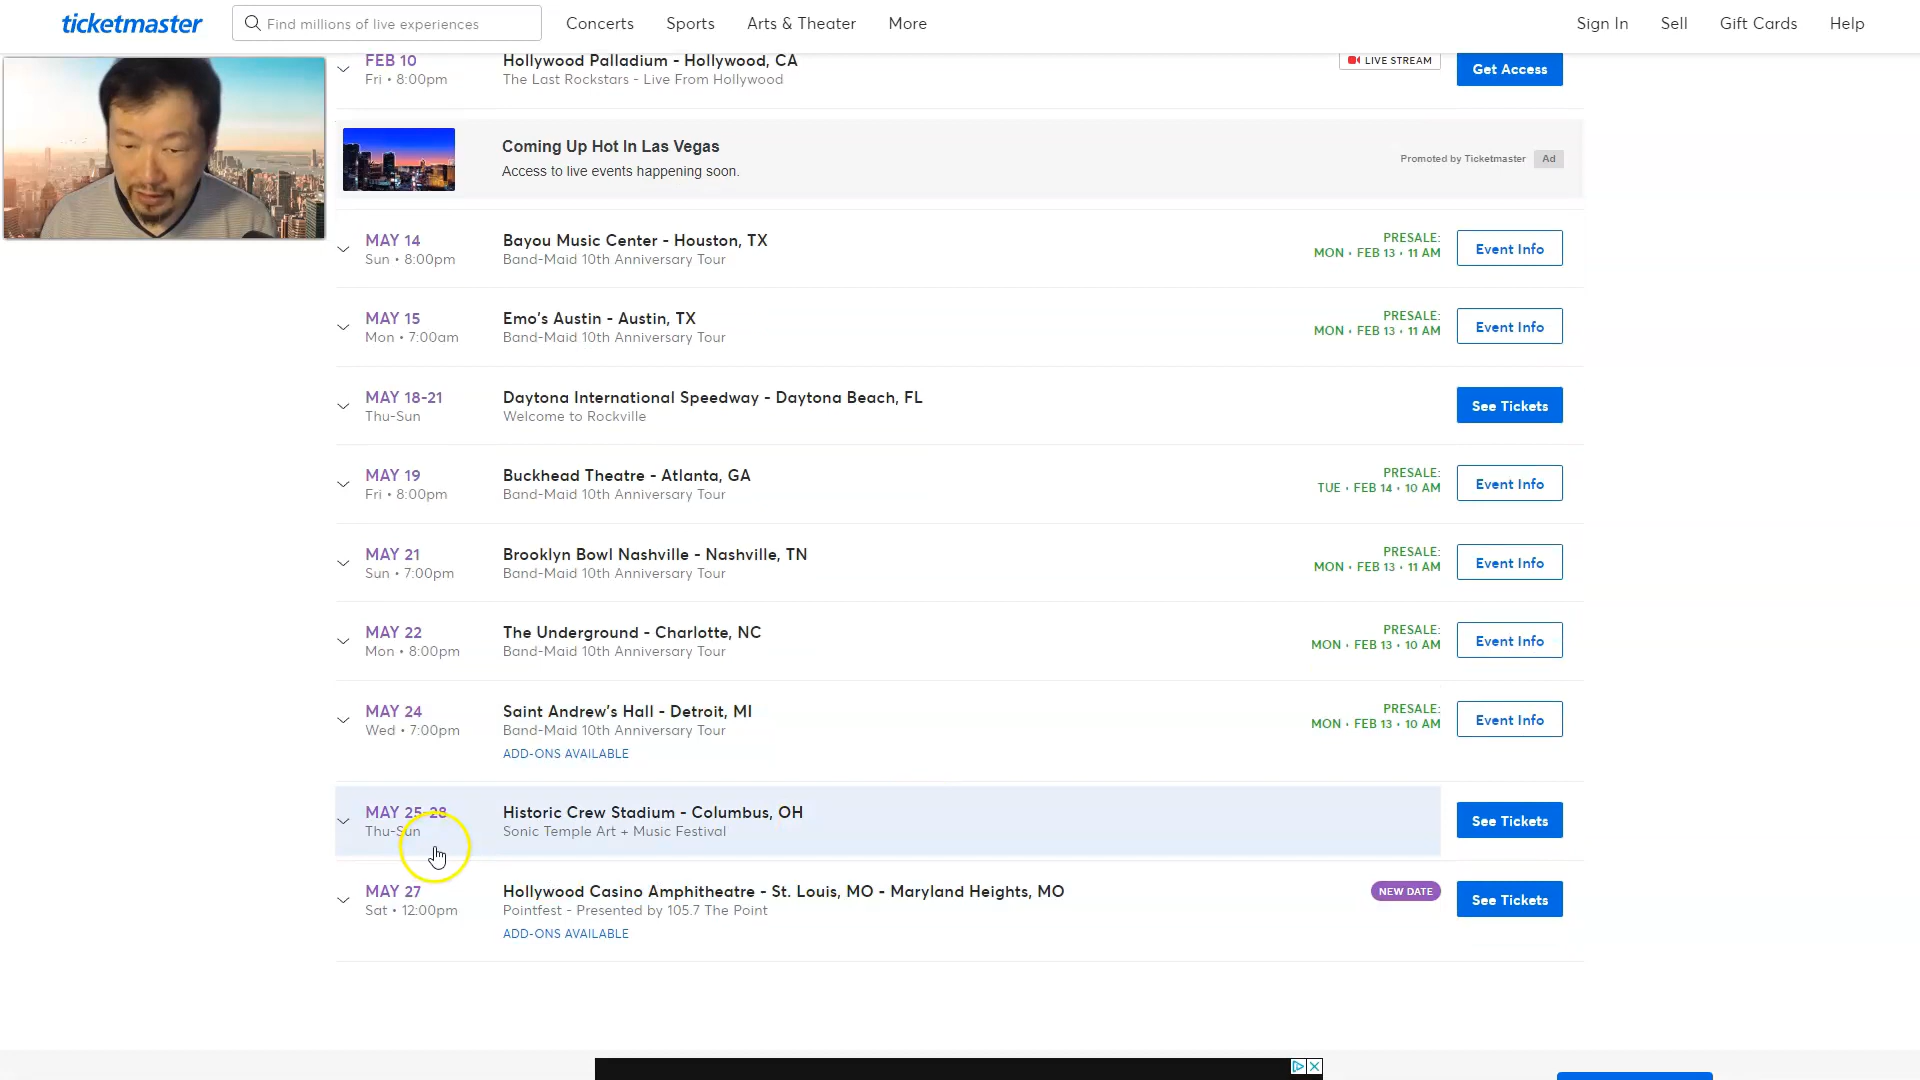 ticketmaster
Find millions of live experiences
Concerts
Sports
Arts & Theater
More
Sign In
Sell
Gift Cards
Help
FEB 10
Fri • 8:00pm
Hollywood Palladium - Hollywood, CA
The Last Rockstars - Live From Hollywood
LIVE STREAM
Get Access
Coming Up Hot In Las Vegas
Access to live events happening soon.
Promoted by Ticketmaster
Ad
MAY 14
Sun • 8:00pm
Bayou Music Center - Houston, TX
Band-Maid 10th Anniversary Tour
PRESALE:
MON • FEB 13 • 11 AM
Event Info
MAY 15
Mon • 7:00am
Emo's Austin - Austin, TX
Band-Maid 10th Anniversary Tour
PRESALE:
MON • FEB 13 • 11 AM
Event Info
MAY 18-21
Thu-Sun
Daytona International Speedway - Daytona Beach, FL
Welcome to Rockville
See Tickets
MAY 19
Fri • 8:00pm
Buckhead Theatre - Atlanta, GA
Band-Maid 10th Anniversary Tour
PRESALE:
TUE • FEB 14 • 10 AM
Event Info
MAY 21
Sun • 7:00pm
Brooklyn Bowl Nashville - Nashville, TN
Band-Maid 10th Anniversary Tour
PRESALE:
MON • FEB 13 • 11 AM
Event Info
MAY 22
Mon • 8:00pm
The Underground - Charlotte, NC
Band-Maid 10th Anniversary Tour
PRESALE:
MON • FEB 13 • 10 AM
Event Info
MAY 24
Wed • 7:00pm
Saint Andrew's Hall - Detroit, MI
Band-Maid 10th Anniversary Tour
ADD-ONS AVAILABLE
PRESALE:
MON • FEB 13 • 10 AM
Event Info
MAY 25-28
Thu-Sun
Historic Crew Stadium - Columbus, OH
Sonic Temple Art + Music Festival
See Tickets
MAY 27
Sat • 12:00pm
Hollywood Casino Amphitheatre - St. Louis, MO - Maryland Heights, MO
Pointfest - Presented by 105.7 The Point
ADD-ONS AVAILABLE
NEW DATE
See Tickets